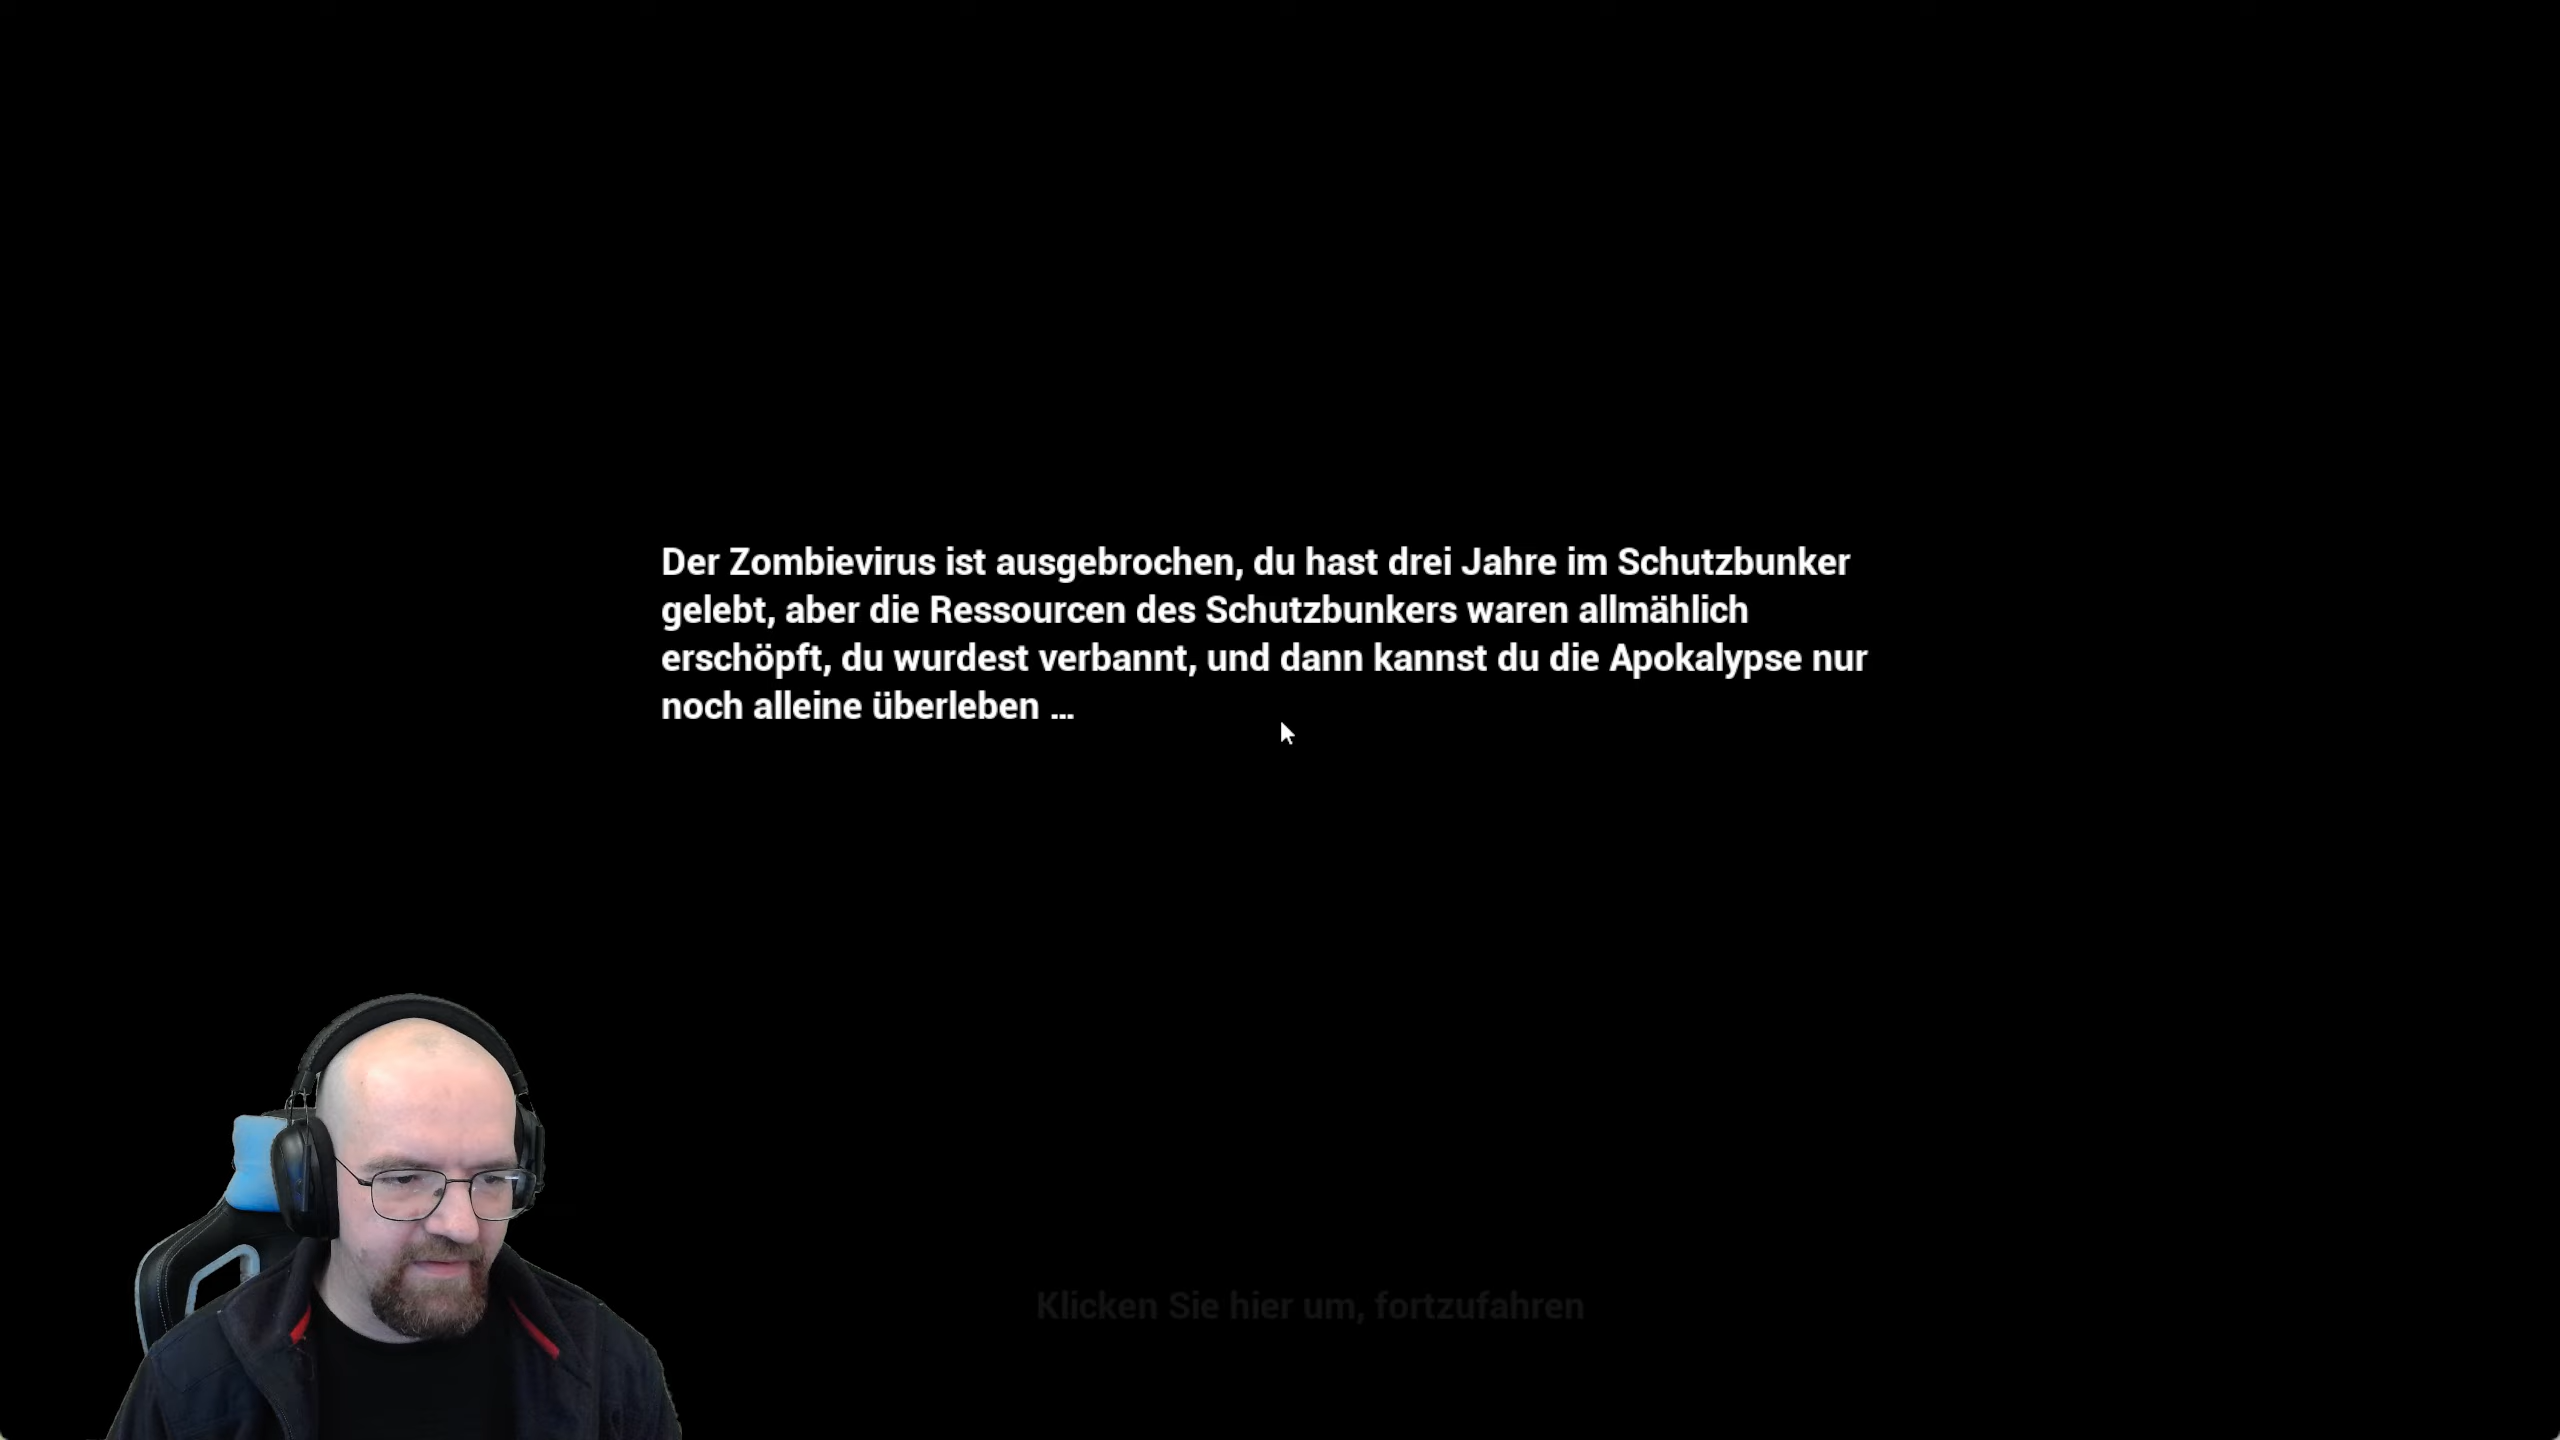 Der Zombievirus ist ausgebrochen, du hast drei Jahre im Schutzbunker
gelebt, aber die Ressourcen des Schutzbunkers waren allmählich
erschöpft, du wurdest verbannt, und dann kannst du die Apokalypse nur
noch alleine überleben ...
Klicken Sie hier um, fortzufahren